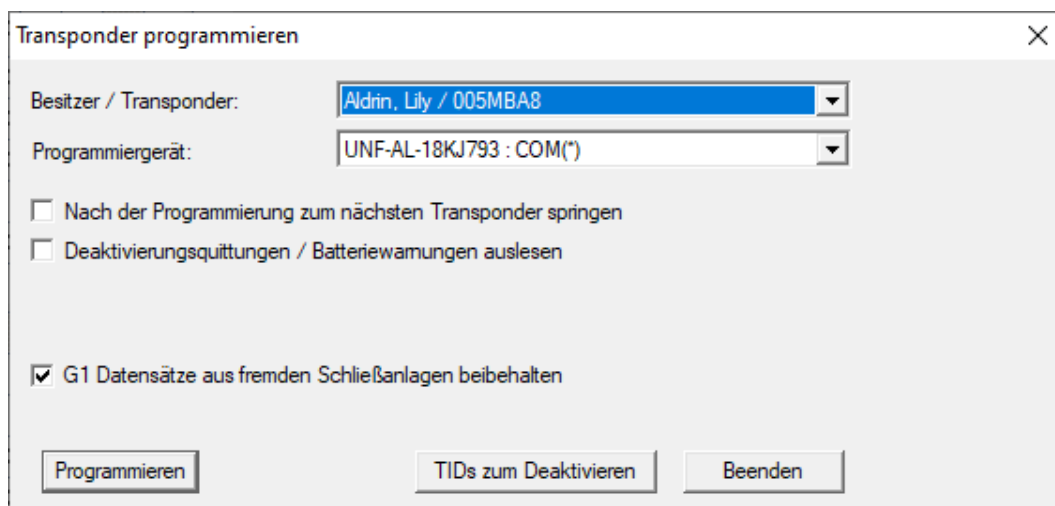 Transponder programmieren
Besitzer / Transponder: Aldrin, Lily / 005MBA8
Programmiergerät: UNF-AL-18KJ793 : COM(*)
Nach der Programmierung zum nächsten Transponder springen
Deaktivierungsquittungen / Batteriewarnungen auslesen
G1 Datensätze aus fremden Schließanlagen beibehalten
Programmieren TIDs zum Deaktivieren Beenden